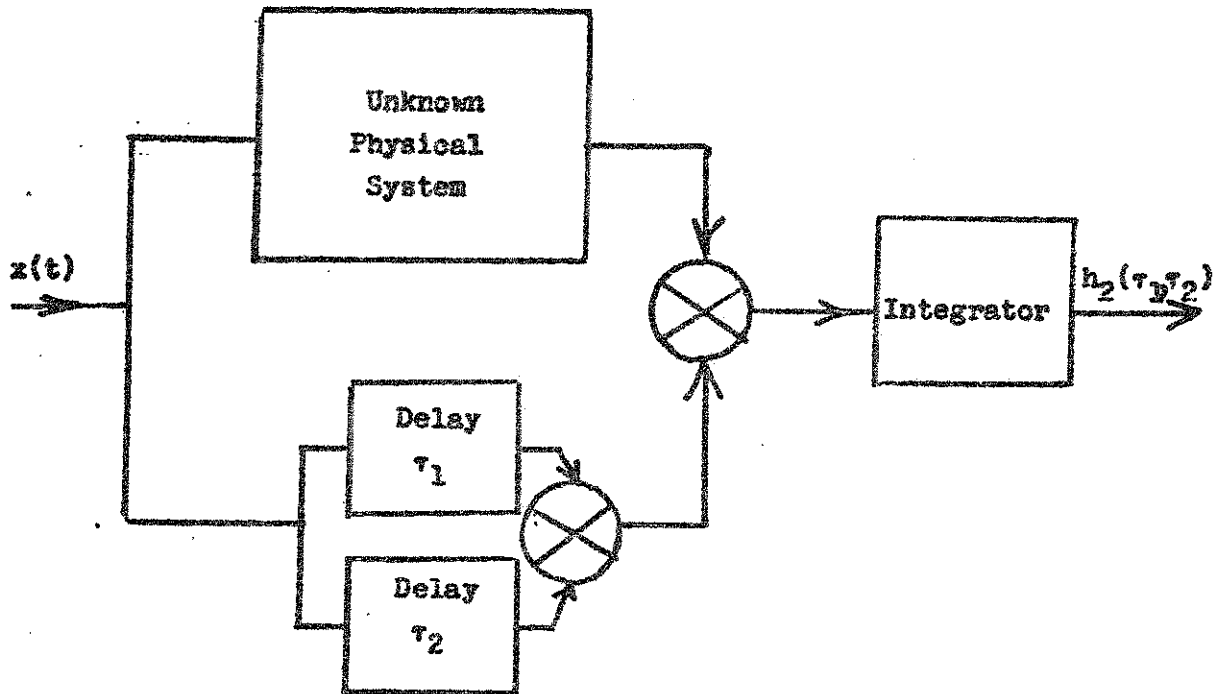 Unknown
Physical
System
x(t)
h₂(τ₁,τ₂)
Integrator
Delay
τ₁
Delay
τ₂